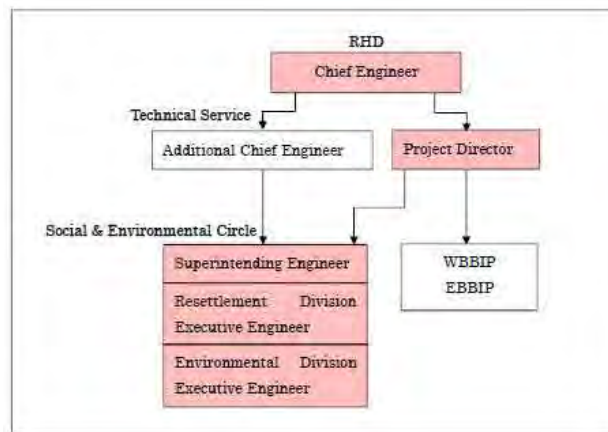 RHD
Chief Engineer
Technical Service
Additional Chief Engineer
Project Director
Social & Environmental Circle
Superintending Engineer
Resettlement Division
Executive Engineer
Environmental Division
Executive Engineer
WBBIP
EBBIP